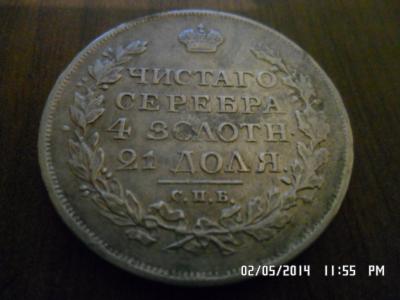 ЧИСТАГО
СЕРЕБРА
4 ЗОЛОТН.
21 ДОЛЯ.
С.П.Б.
02/05/2014 11:55 PM